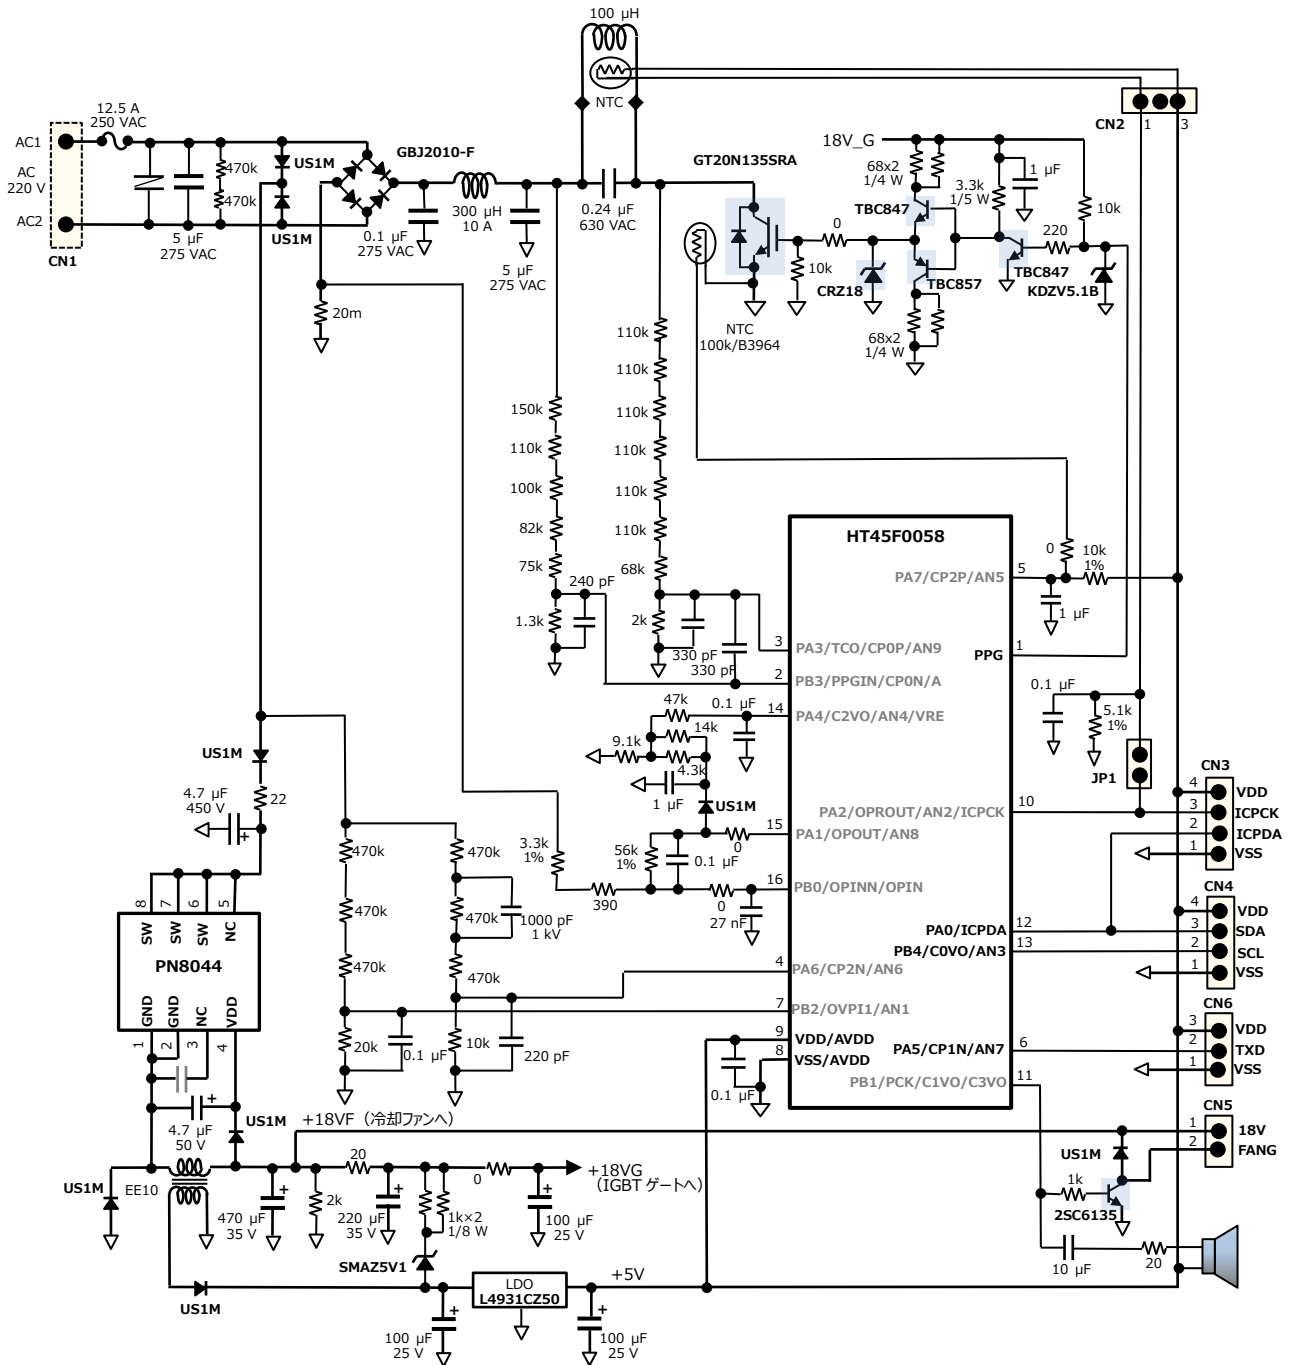 100 µH
NTC
12.5 A
250 VAC
AC1
AC
220 V
AC2
CN1
5 µF
275 VAC
470k
470k
US1M
US1M
GBJ2010-F
0.1 µF
275 VAC
300 µH
10 A
5 µF
275 VAC
0.24 µF
630 VAC
20m
GT20N135SRA
NTC
100k/B3964
10k
0
CRZ18
18V_G
68x2
1/4 W
TBC847
TBC857
68x2
1/4 W
3.3k
1/5 W
1 µF
TBC847
220
10k
KDZV5.1B
CN2
1
3
150k
110k
100k
82k
75k
1.3k
240 pF
110k
110k
110k
110k
110k
110k
68k
2k
330 pF
330 pF
HT45F0058
PA7/CP2P/AN5
5
PPG
1
3
PA3/TCO/CP0P/AN9
2
PB3/PPGIN/CP0N/A
14
PA4/C2VO/AN4/VRE
PA2/OPROUT/AN2/ICPCK
10
15
PA1/OPOUT/AN8
16
PB0/OPINN/OPIN
PA0/ICPDA
12
PB4/C0VO/AN3
13
4
PA6/CP2N/AN6
7
PB2/OVPI1/AN1
9
VDD/AVDD
8
VSS/AVDD
PA5/CP1N/AN7
6
PB1/PCK/C1VO/C3VO
11
0
10k
1%
1 µF
0.1 µF
5.1k
1%
JP1
47k
0.1 µF
14k
9.1k
4.3k
1 µF
US1M
0
56k
1%
0.1 µF
3.3k
1%
390
0
27 nF
US1M
4.7 µF
450 V
22
470k
470k
470k
20k
0.1 µF
470k
470k
1000 pF
1 kV
470k
10k
220 pF
0.1 µF
8
7
6
5
SW
SW
SW
NC
PN8044
GND
GND
NC
VDD
1
2
3
4
4.7 µF
50 V
US1M
+18VF（冷却ファンへ）
US1M
EE10
470 µF
35 V
2k
20
220 µF
35 V
1k×2
1/8 W
0
100 µF
25 V
+18VG
（IGBT ゲートへ）
SMAZ5V1
US1M
100 µF
25 V
LDO
L4931CZ50
+5V
100 µF
25 V
CN3
4
VDD
3
ICPCK
2
ICPDA
1
VSS
CN4
4
VDD
3
SDA
2
SCL
1
VSS
CN6
3
VDD
2
TXD
1
VSS
CN5
1
18V
2
FANG
US1M
1k
2SC6135
10 µF
20